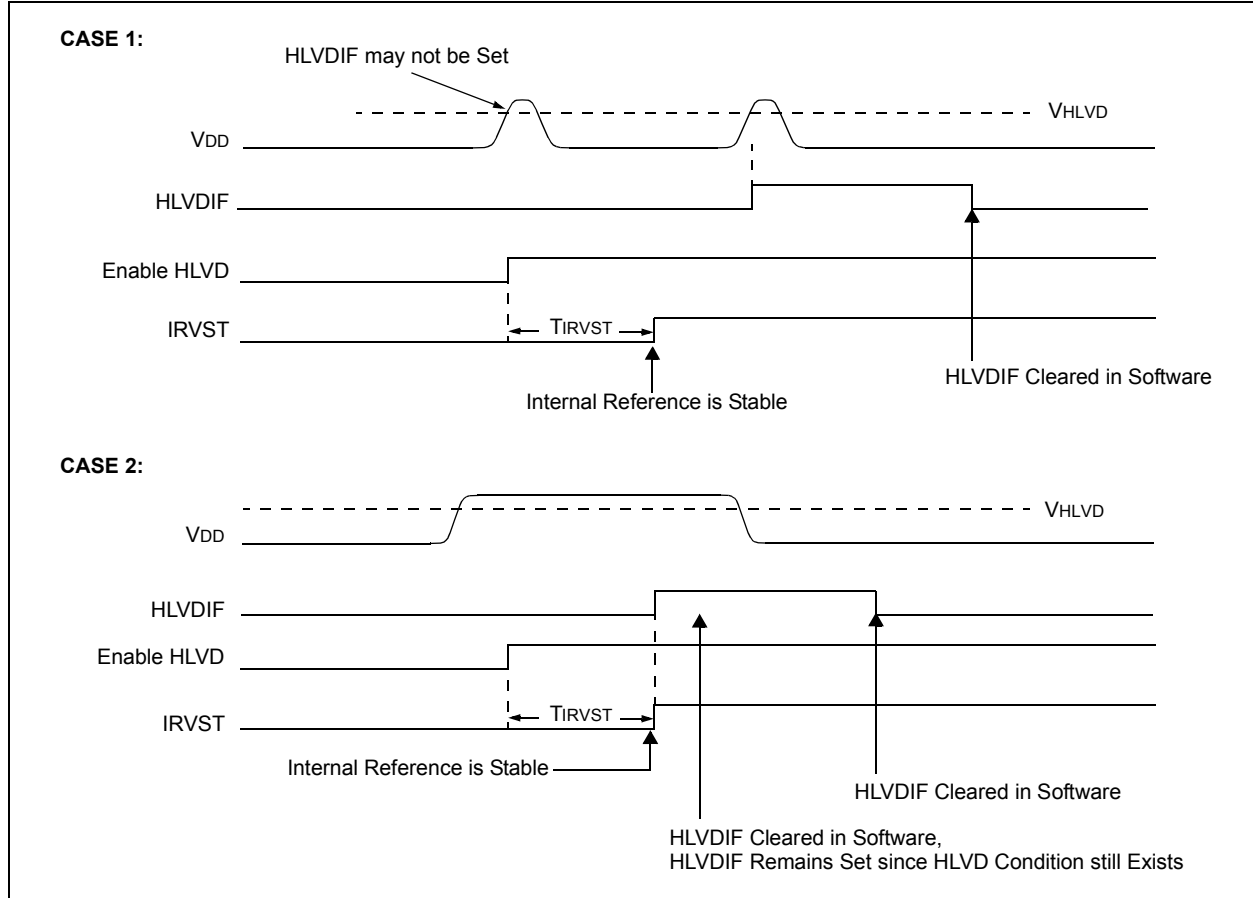 CASE 1:
HLVDIF may not be Set
VHLVD
VDD
HLVDIF
Enable HLVD
IRVST
TIRVST
HLVDIF Cleared in Software
Internal Reference is Stable
CASE 2:
VHLVD
VDD
HLVDIF
Enable HLVD
IRVST
TIRVST
Internal Reference is Stable
HLVDIF Cleared in Software
HLVDIF Cleared in Software,
HLVDIF Remains Set since HLVD Condition still Exists